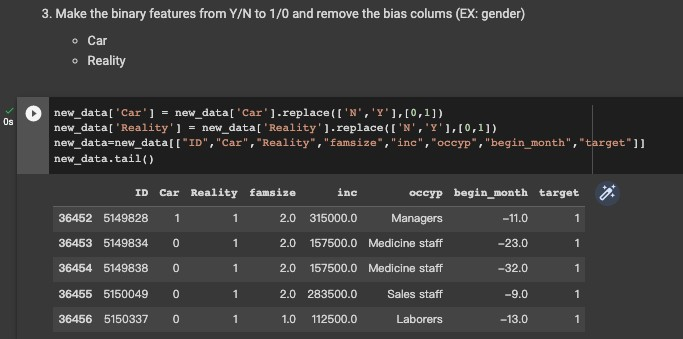 3. Make the binary features from Y/N to 1/0 and remove the bias colums (EX: gender)
Car
Reality
0s
new_data['Car'] = new_data['Car'].replace(['N','Y'],[0,1])
new_data['Reality'] = new_data['Reality'].replace(['N','Y'],[0,1])
new_data=new_data[["ID","Car","Reality","famsize","inc","occyp","begin_month","target"]]
new_data.tail()
ID Car Reality famsize inc occyp begin_month target
36452 5149828 1 1 2.0 315000.0 Managers -11.0 1
36453 5149834 0 1 2.0 157500.0 Medicine staff -23.0 1
36454 5149838 0 1 2.0 157500.0 Medicine staff -32.0 1
36455 5150049 0 1 2.0 283500.0 Sales staff -9.0 1
36456 5150337 0 1 1.0 112500.0 Laborers -13.0 1